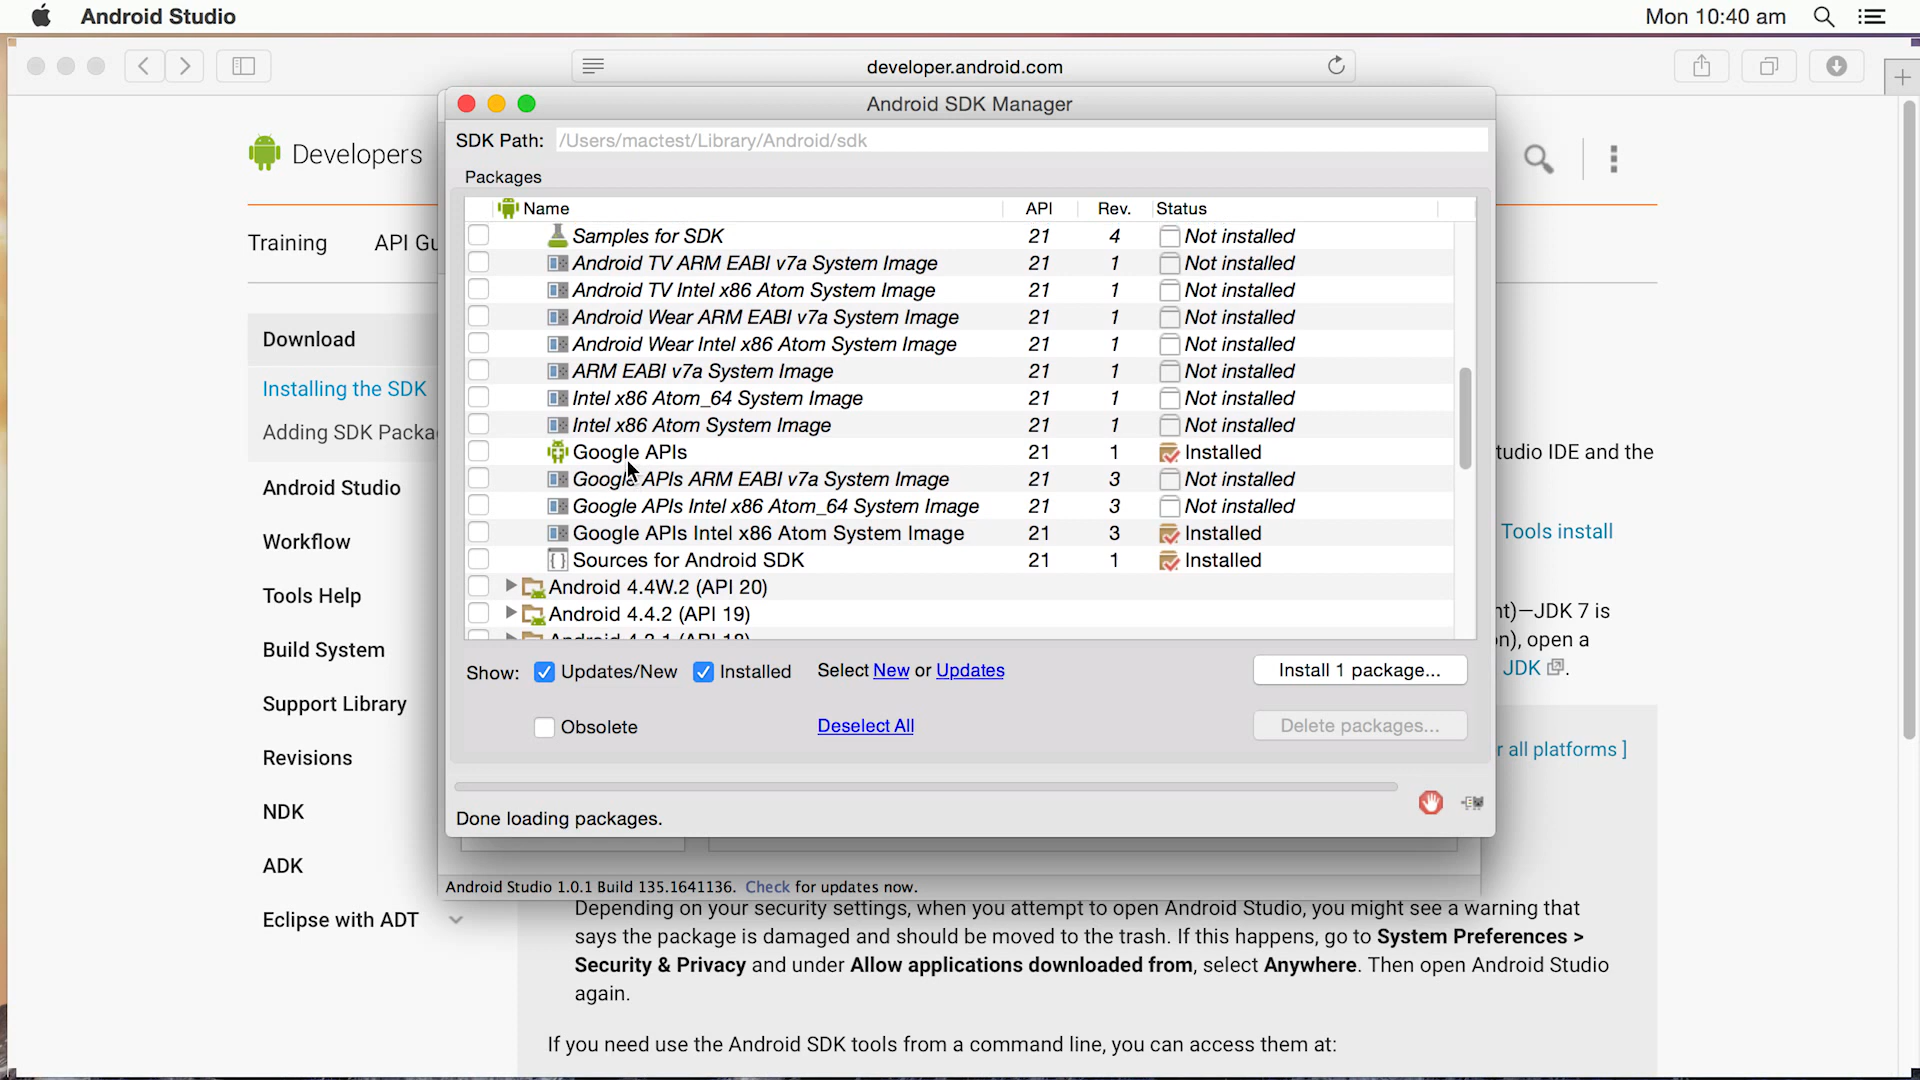 Android Studio
Mon 10:40 am
developer.android.com
Android SDK Manager
SDK Path: /Users/mactest/Library/Android/sdk
Packages
Name API Rev. Status
Samples for SDK 21 4 Not installed
Android TV ARM EABI v7a System Image 21 1 Not installed
Android TV Intel x86 Atom System Image 21 1 Not installed
Android Wear ARM EABI v7a System Image 21 1 Not installed
Android Wear Intel x86 Atom System Image 21 1 Not installed
ARM EABI v7a System Image 21 1 Not installed
Intel x86 Atom_64 System Image 21 1 Not installed
Intel x86 Atom System Image 21 1 Not installed
Google APIs 21 1 Installed
Google APIs ARM EABI v7a System Image 21 3 Not installed
Google APIs Intel x86 Atom_64 System Image 21 3 Not installed
Google APIs Intel x86 Atom System Image 21 3 Installed
Sources for Android SDK 21 1 Installed
Android 4.4W.2 (API 20)
Android 4.4.2 (API 19)
Android 4.3.1 (API 18)
Show: Updates/New Installed Select New or Updates Install 1 package...
Obsolete Deselect All Delete packages...
Done loading packages.
Android Studio 1.0.1 Build 135.1641136. Check for updates now.
Developers
Training API Gu
Download
Installing the SDK
Adding SDK Packa
Android Studio
Workflow
Tools Help
Build System
Support Library
Revisions
NDK
ADK
Eclipse with ADT
tudio IDE and the
Tools install
nt)—JDK 7 is
on), open a
JDK .
r all platforms ]
Depending on your security settings, when you attempt to open Android Studio, you might see a warning that
says the package is damaged and should be moved to the trash. If this happens, go to System Preferences >
Security & Privacy and under Allow applications downloaded from, select Anywhere. Then open Android Studio
again.
If you need use the Android SDK tools from a command line, you can access them at: